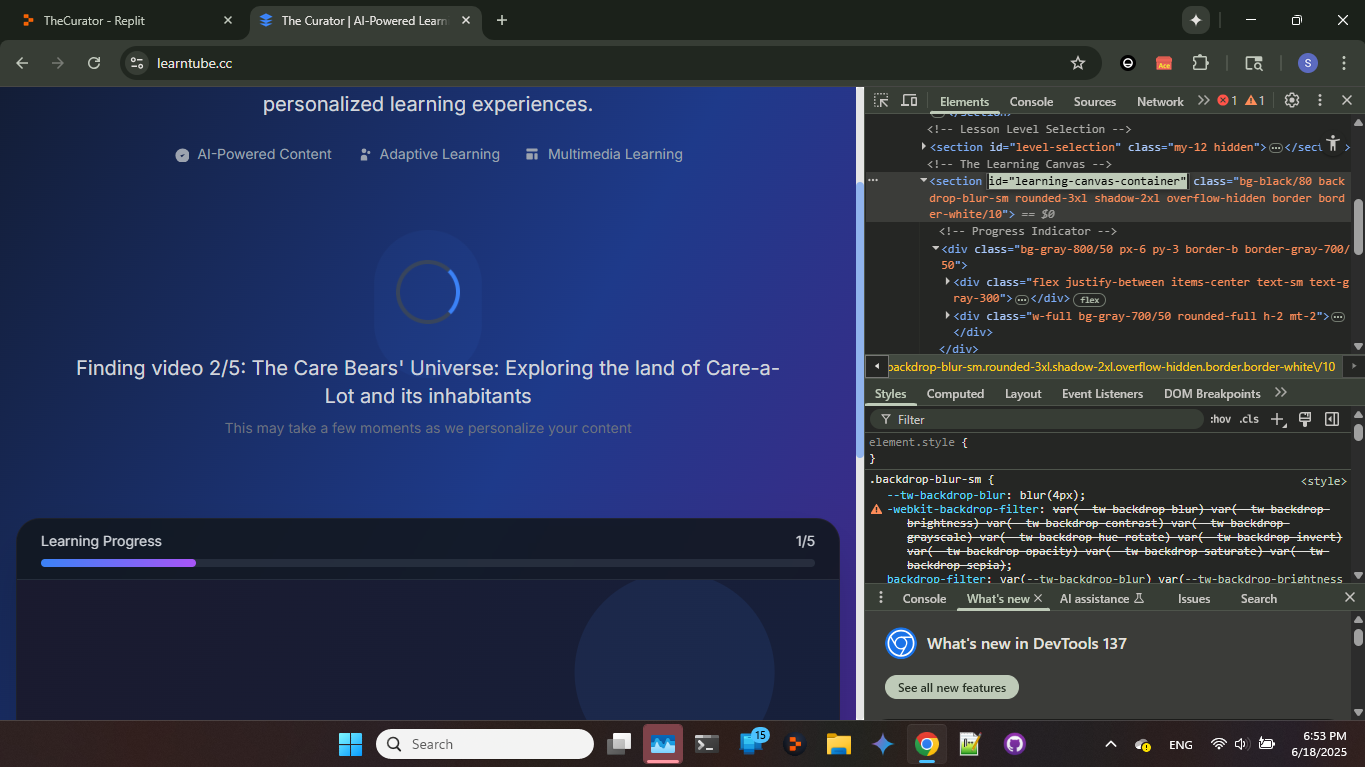 TheCurator - Replit
The Curator | AI-Powered Learn
learntube.cc
Ace
S
personalized learning experiences.
AI-Powered Content
Adaptive Learning
Multimedia Learning
Finding video 2/5: The Care Bears' Universe: Exploring the land of Care-a-
Lot and its inhabitants
This may take a few moments as we personalize your content
Learning Progress
1/5
Elements
Console
Sources
Network
1
1
</section>
<!-- Lesson Level Selection -->
<section id="level-selection" class="my-12 hidden">
<!-- The Learning Canvas -->
<section id="learning-canvas-container" class="bg-black/80 back
drop-blur-sm rounded-3xl shadow-2xl overflow-hidden border bord
er-white/10"> == $0
<!-- Progress Indicator -->
<div class="bg-gray-800/50 px-6 py-3 border-b border-gray-700/
50">
<div class="flex justify-between items-center text-sm text-g
ray-300"> </div> flex
<div class="w-full bg-gray-700/50 rounded-full h-2 mt-2">
</div>
</div>
backdrop-blur-sm.rounded-3xl.shadow-2xl.overflow-hidden.border.border-white\/10
Styles
Computed
Layout
Event Listeners
DOM Breakpoints
Filter
:hov
.cls
element.style {
}
.backdrop-blur-sm {
<style>
--tw-backdrop-blur: blur(4px);
-webkit-backdrop-filter: var(--tw-backdrop-blur) var(--tw-backdrop-
brightness) var(--tw-backdrop-contrast) var(--tw-backdrop-
grayscale) var(--tw-backdrop-hue-rotate) var(--tw-backdrop-invert)
var(--tw-backdrop-opacity) var(--tw-backdrop-saturate) var(--tw-
backdrop-sepia);
backdrop-filter: var(--tw-backdrop-blur) var(--tw-backdrop-brightness
Console
What's new
AI assistance
Issues
Search
What's new in DevTools 137
See all new features
Search
15
ENG
6:53 PM
6/18/2025